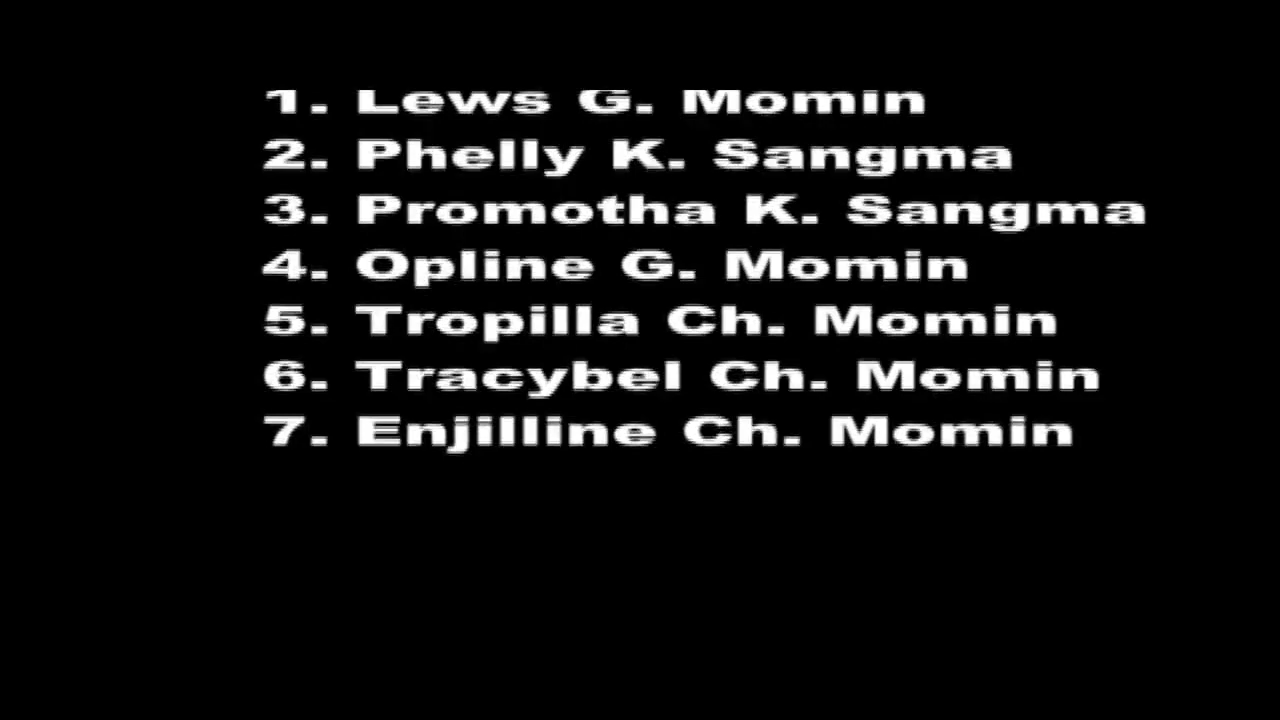 1. Lews G. Momin
2. Phelly K. Sangma
3. Promotha K. Sangma
4. Opline G. Momin
5. Tropilla Ch. Momin
6. Tracybel Ch. Momin
7. Enjilline Ch. Momin